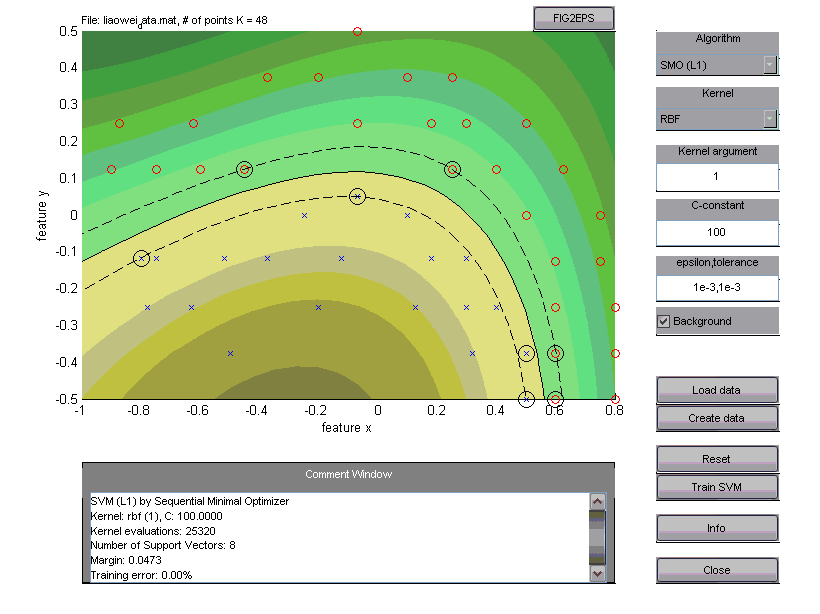 File: liaowei_data.mat, # of points K = 48
FIG2EPS
0.5
0.4
0.3
0.2
0.1
0
-0.1
-0.2
-0.3
-0.4
-0.5
feature y
-1 -0.8 -0.6 -0.4 -0.2 0 0.2 0.4 0.6 0.8
feature x
Algorithm
SMO (L1)
Kernel
RBF
Kernel argument
1
C-constant
100
epsilon,tolerance
1e-3,1e-3
Background
Load data
Create data
Reset
Train SVM
Info
Close
Comment Window
SVM (L1) by Sequential Minimal Optimizer
Kernel: rbf (1), C: 100.0000
Kernel evaluations: 25320
Number of Support Vectors: 8
Margin: 0.0473
Training error: 0.00%